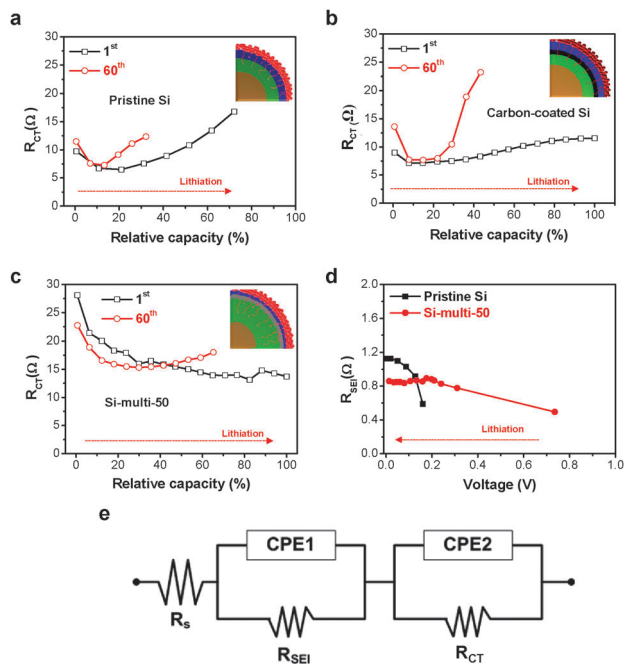 a
30
25
20
15
10
5
0
R_CT(Ω)
1st
60th
Pristine Si
Lithiation
0 20 40 60 80 100
Relative capacity (%)
b
30
25
20
15
10
5
0
R_CT(Ω)
1st
60th
Carbon-coated Si
Lithiation
0 20 40 60 80 100
Relative capacity (%)
c
30
25
20
15
10
5
0
R_CT(Ω)
1st
60th
Si-multi-50
Lithiation
0 20 40 60 80 100
Relative capacity (%)
d
1.8
1.5
1.2
0.8
0.4
0.0
R_SEI(Ω)
Pristine Si
Si-multi-50
Lithiation
0.0 0.2 0.4 0.6 0.8 1.0
Voltage (V)
e
CPE1 CPE2
R_s
R_SEI R_CT